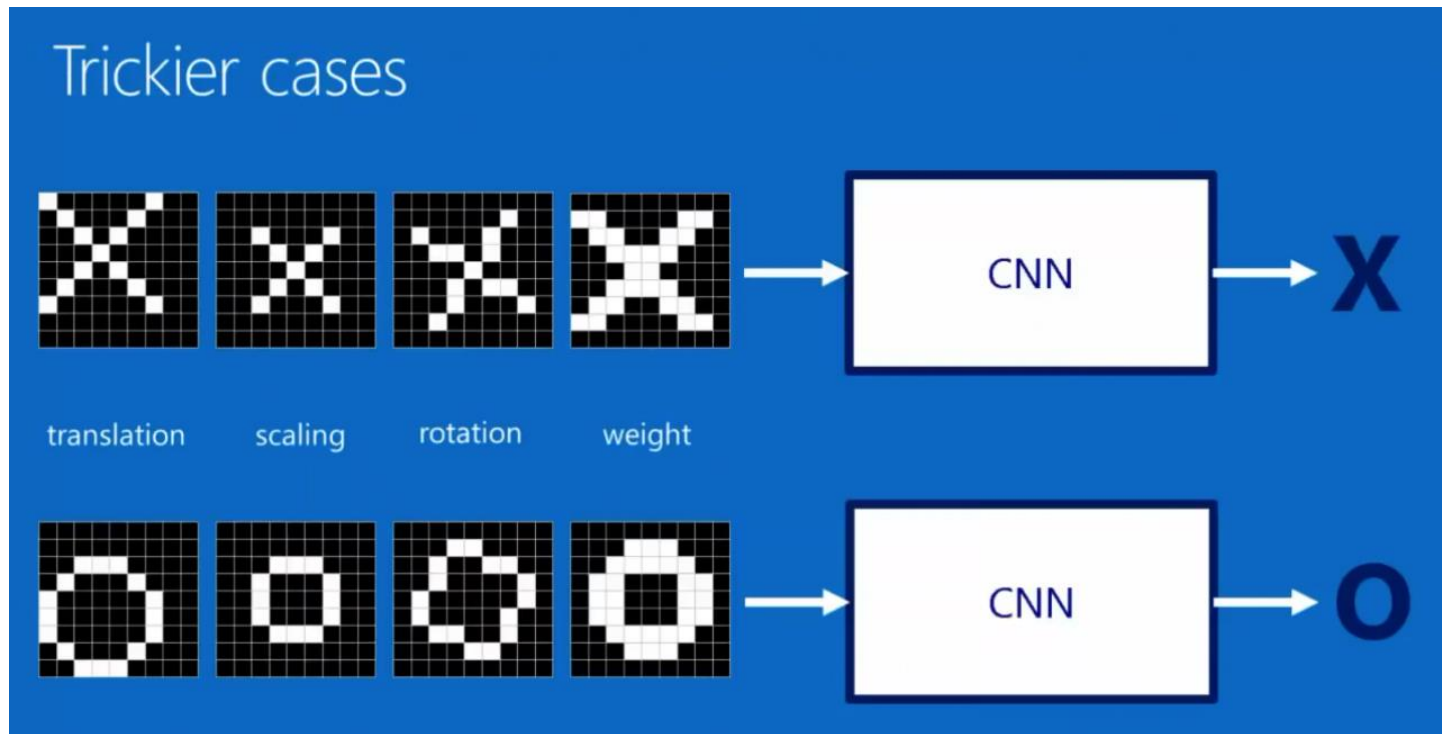 Trickier cases
CNN
X
translation scaling rotation weight
CNN
O